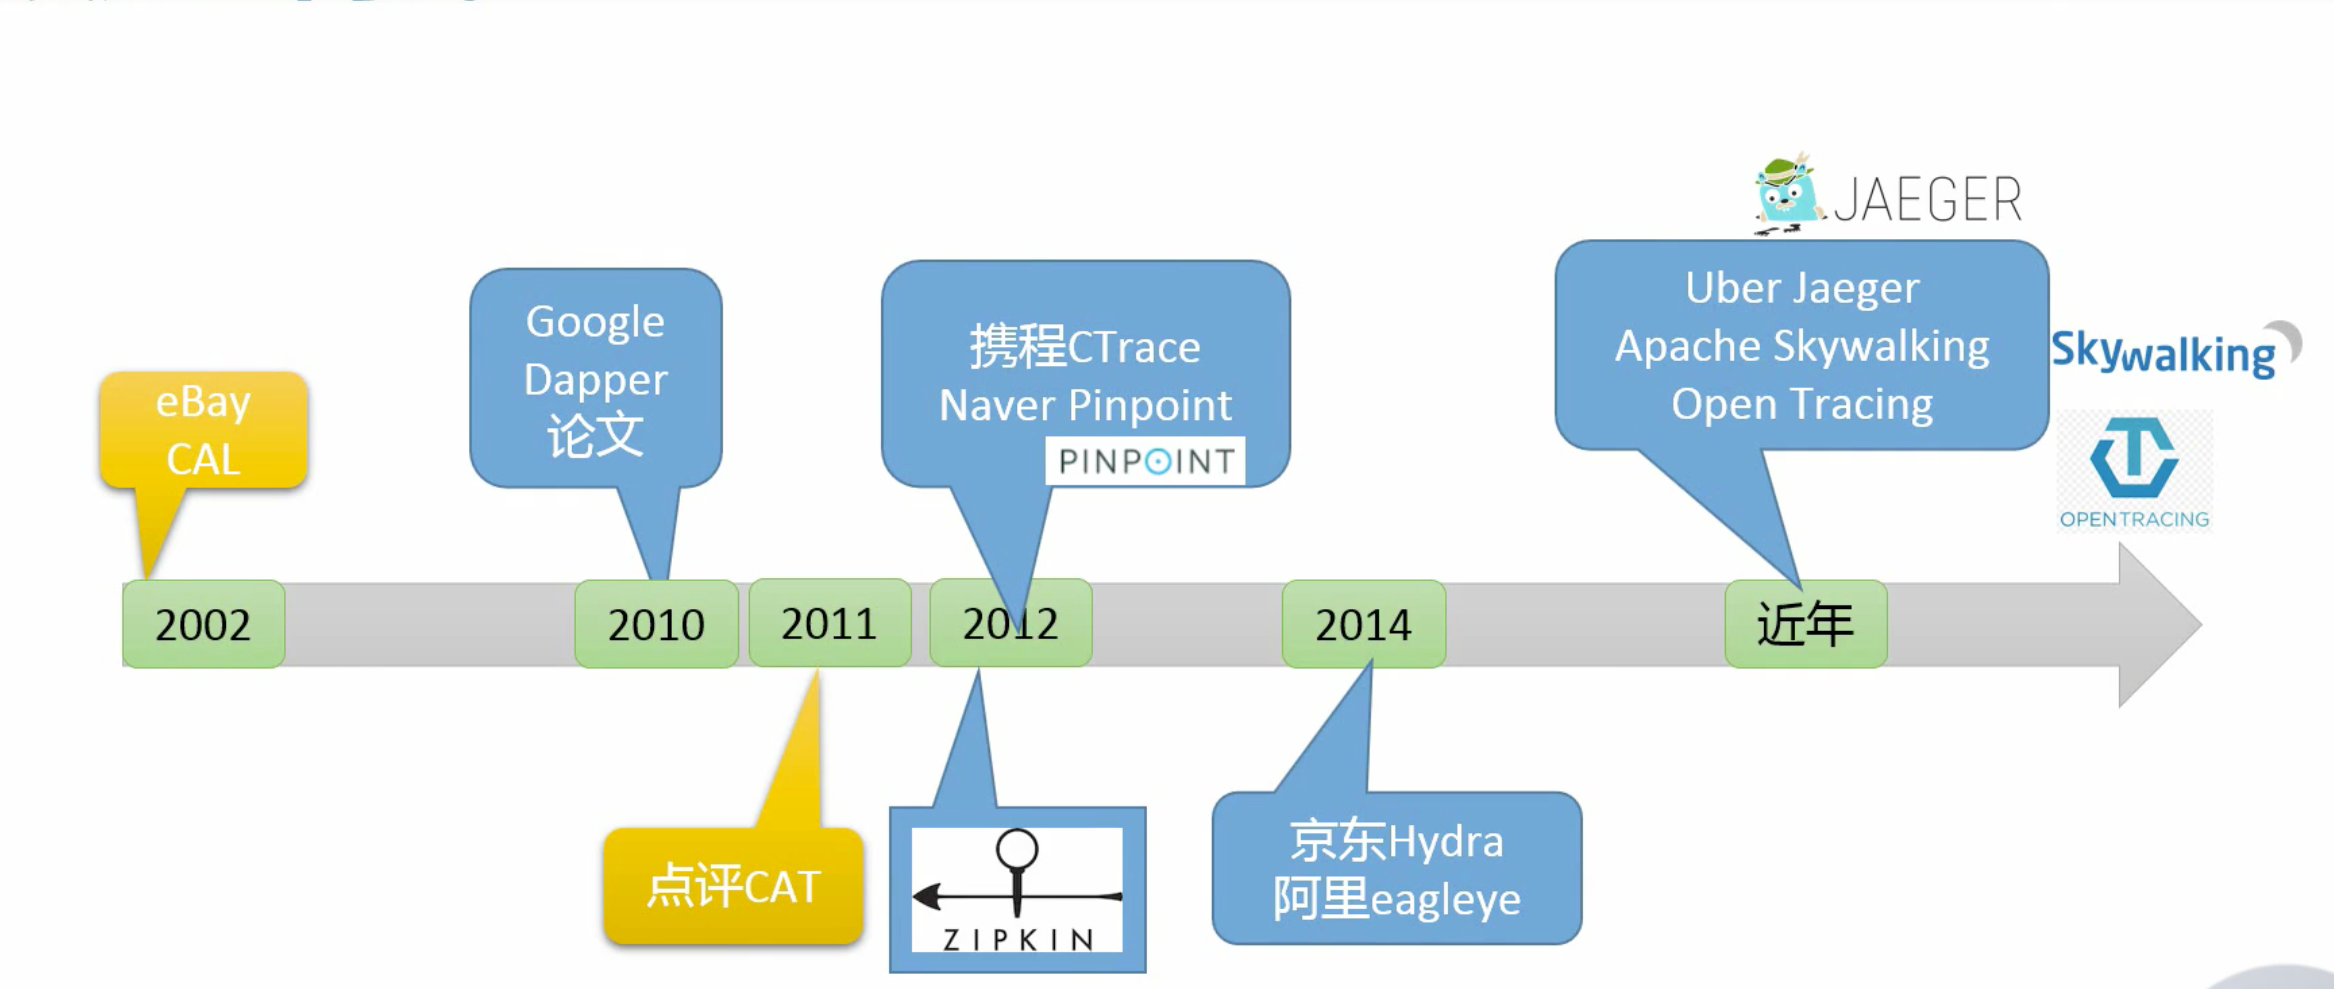 JAEGER
Uber Jaeger
Apache Skywalking
Open Tracing
Skywalking
OPENTRACING
Google
Dapper
论文
携程CTrace
Naver Pinpoint
PINPOINT
eBay
CAL
2002
2010
2011
2012
2014
近年
点评CAT
ZIPKIN
京东Hydra
阿里eagleye